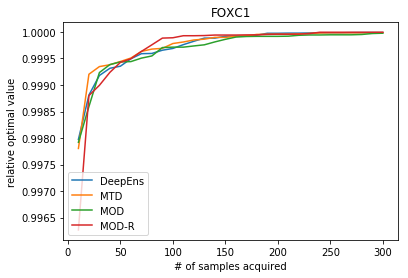 FOXC1
relative optimal value
1.0000
0.9995
0.9990
0.9985
0.9980
0.9975
0.9970
0.9965
DeepEns
MTD
MOD
MOD-R
0 50 100 150 200 250 300
# of samples acquired